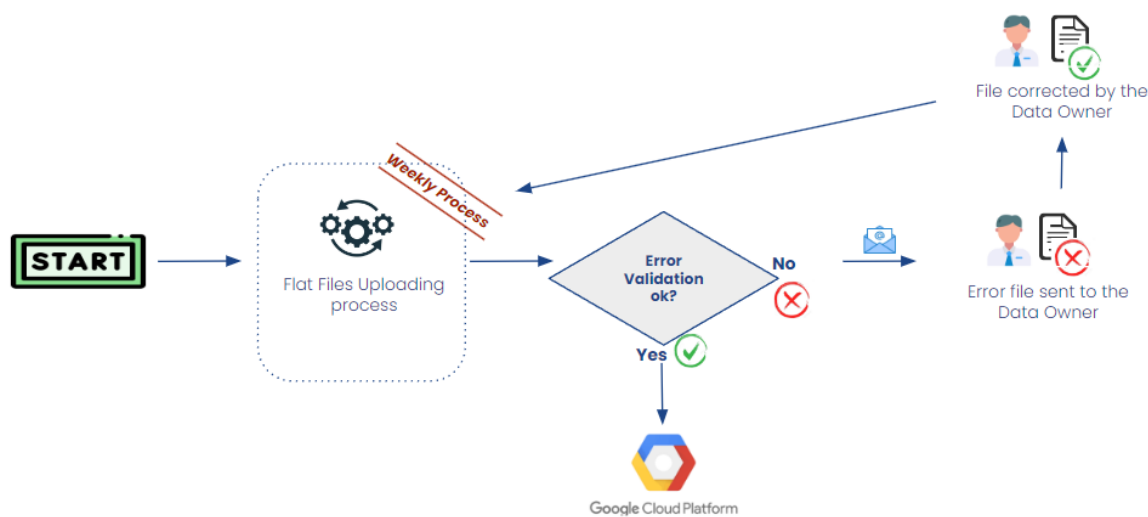 File corrected by the
Data Owner
Weekly Process
START
Flat Files Uploading
process
Error
Validation
ok?
No
Yes
@
Error file sent to the
Data Owner
Google Cloud Platform